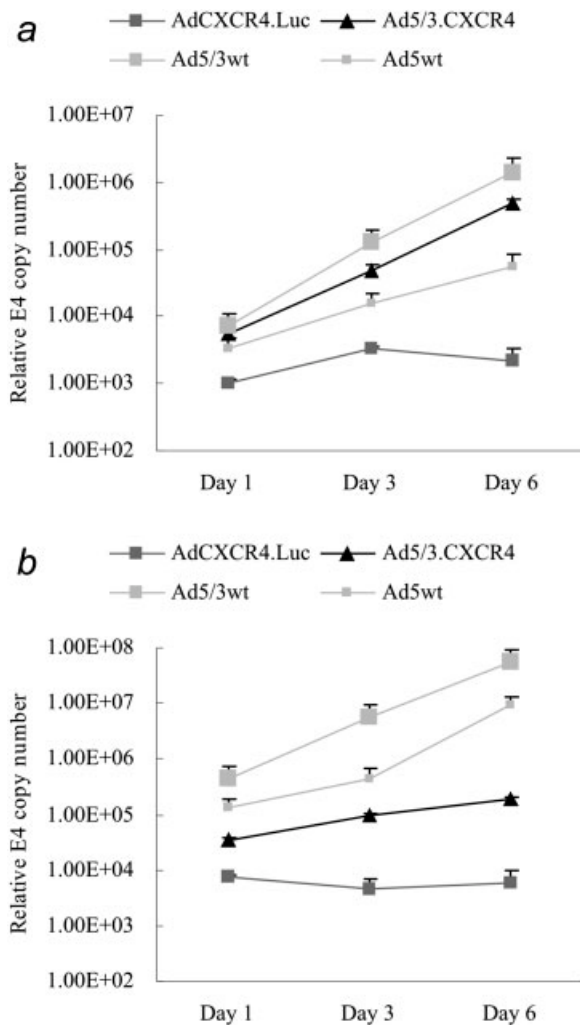 a
AdCXCR4.Luc Ad5/3.CXCR4
Ad5/3wt Ad5wt
Relative E4 copy number
1.00E+07
1.00E+06
1.00E+05
1.00E+04
1.00E+03
1.00E+02
Day 1 Day 3 Day 6
b
AdCXCR4.Luc Ad5/3.CXCR4
Ad5/3wt Ad5wt
Relative E4 copy number
1.00E+08
1.00E+07
1.00E+06
1.00E+05
1.00E+04
1.00E+03
1.00E+02
Day 1 Day 3 Day 6